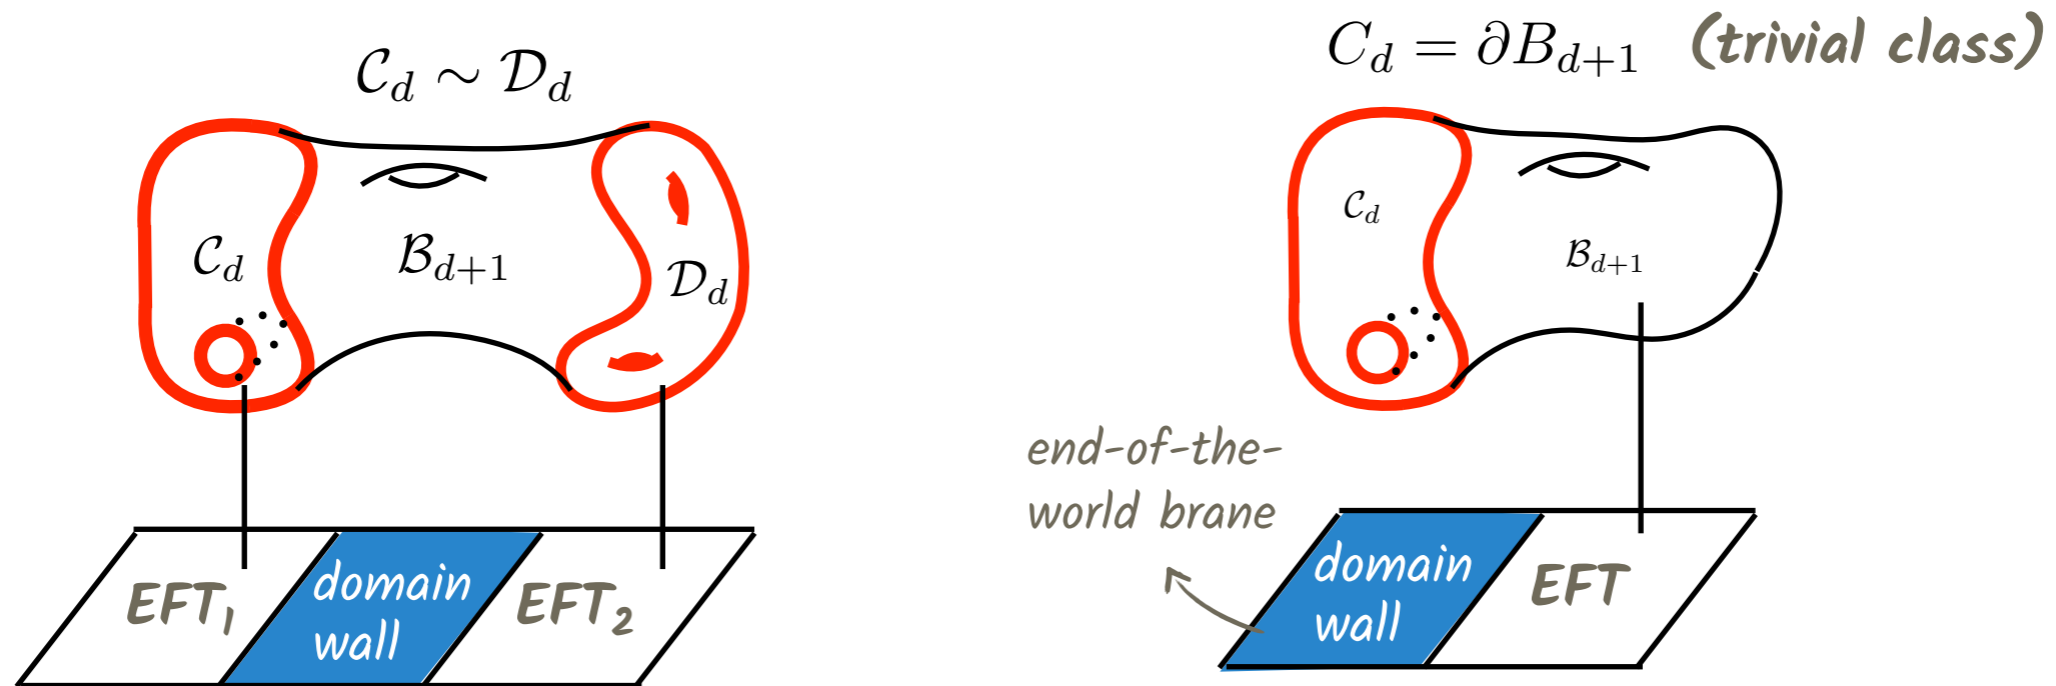 𝒞_d ∼ 𝒟_d
𝒞_d
ℬ_{d+1}
𝒟_d
EFT₁
domain
wall
EFT₂
C_d = ∂B_{d+1} (trivial class)
𝒞_d
ℬ_{d+1}
end-of-the-
world brane
domain
wall
EFT